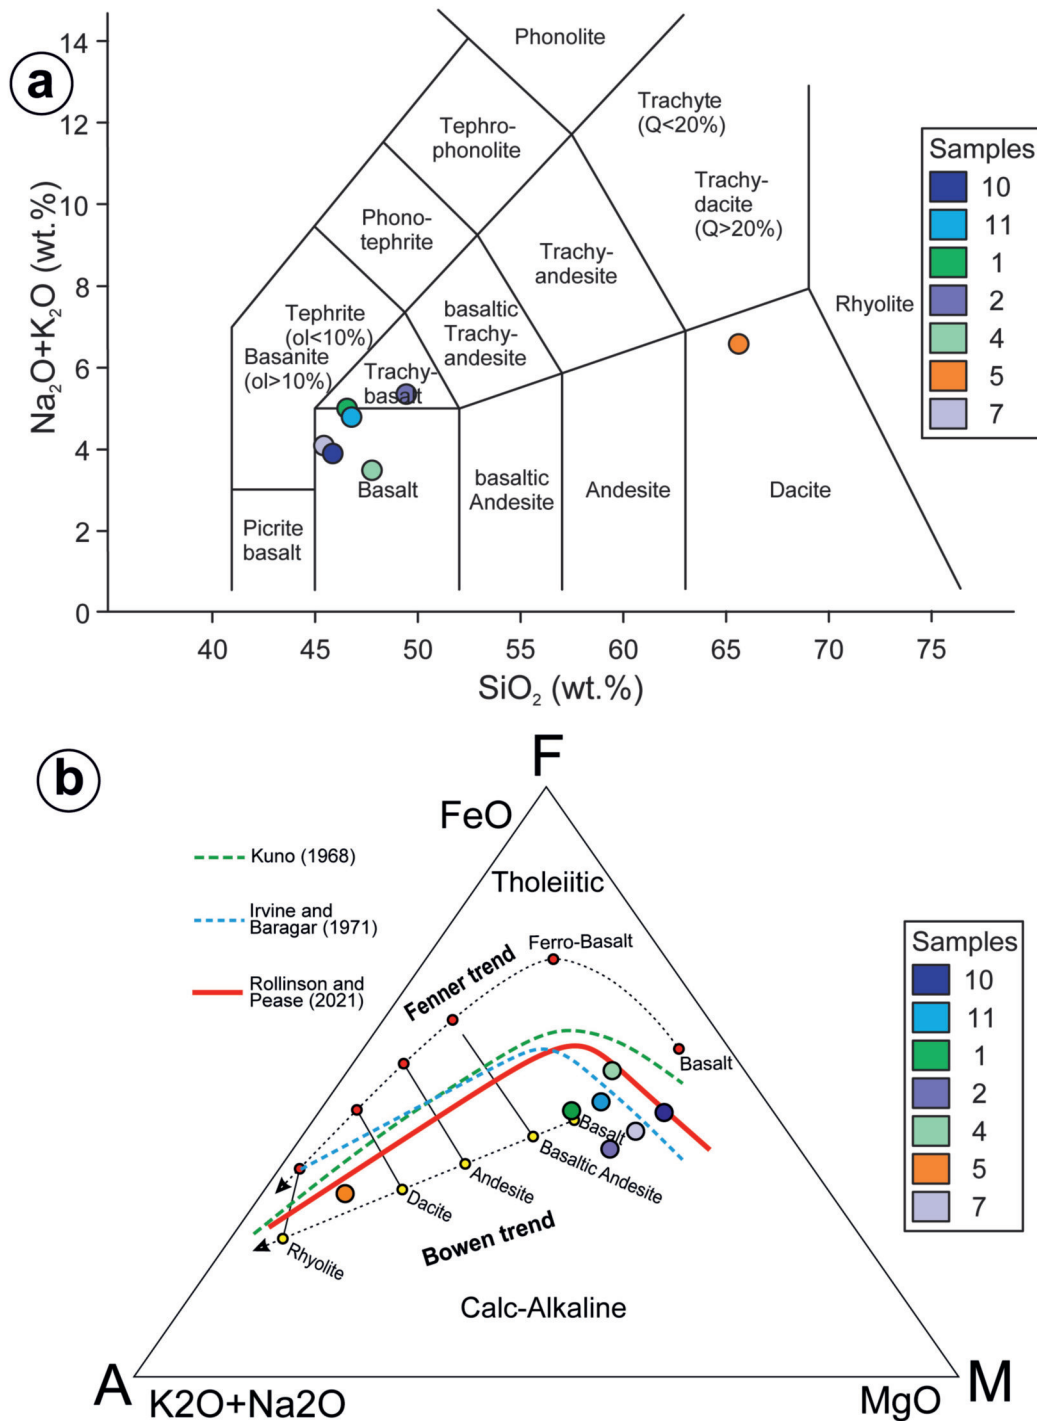 a
14
12
10
8
6
4
2
0
Na2O+K2O (wt.%)
40
45
50
55
60
65
70
75
SiO2 (wt.%)
Phonolite
Trachyte
(Q<20%)
Tephro-
phonolite
Trachy-
dacite
(Q>20%)
Phono-
tephrite
Trachy-
andesite
Rhyolite
Tephrite
(ol<10%)
Basanite
(ol>10%)
basaltic
Trachy-
andesite
Trachy-
basalt
Basalt
basaltic
Andesite
Andesite
Dacite
Picrite
basalt
Samples
10
11
1
2
4
5
7
b
F
FeO
Tholeiitic
Kuno (1968)
Irvine and
Baragar (1971)
Rollinson and
Pease (2021)
Fenner trend
Ferro-Basalt
Basalt
Basalt
Basaltic Andesite
Andesite
Dacite
Rhyolite
Bowen trend
Calc-Alkaline
A
K2O+Na2O
MgO
M
Samples
10
11
1
2
4
5
7